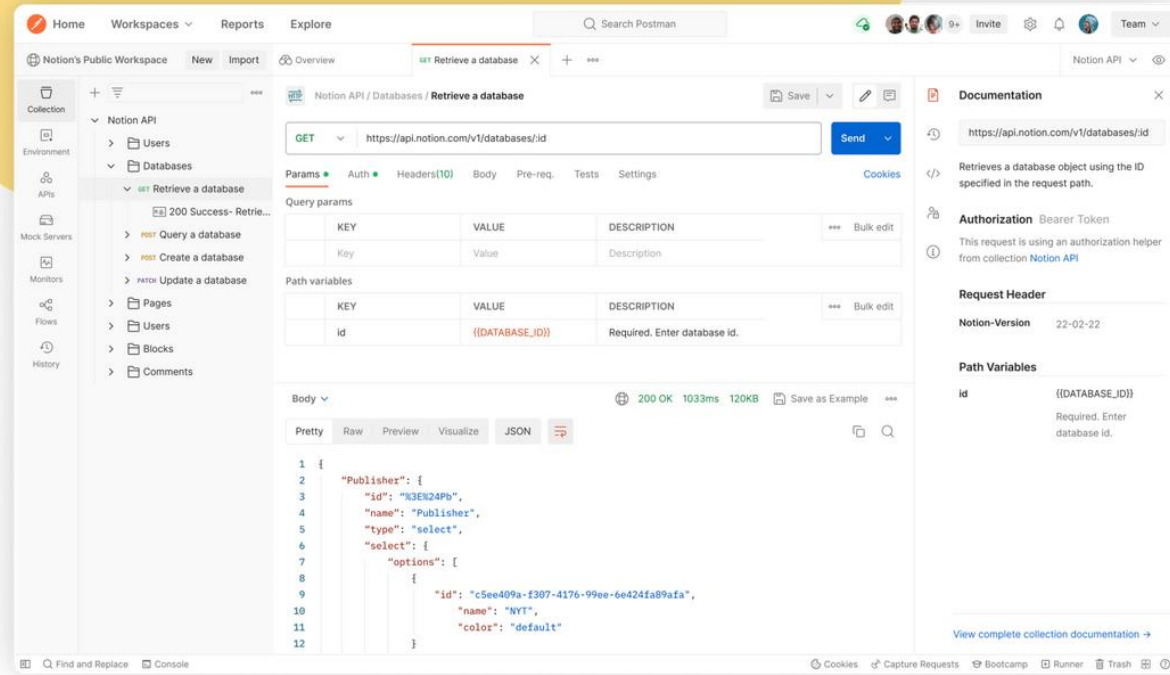 Home Workspaces Reports Explore Search Postman 9+ Invite Team
Notion's Public Workspace New Import Overview GET Retrieve a database Notion API
Collection
Environment
APIs
Mock Servers
Monitors
Flows
History
Notion API
Users
Databases
GET Retrieve a database
200 Success- Retrie...
POST Query a database
POST Create a database
PATCH Update a database
Pages
Users
Blocks
Comments
HTTP Notion API / Databases / Retrieve a database Save
GET https://api.notion.com/v1/databases/:id Send
Params Auth Headers(10) Body Pre-req. Tests Settings Cookies
Query params
KEY VALUE DESCRIPTION Bulk edit
Key Value Description
Path variables
KEY VALUE DESCRIPTION Bulk edit
id {{DATABASE_ID}} Required. Enter database id.
Body 200 OK 1033ms 120KB Save as Example
Pretty Raw Preview Visualize JSON
1 {
2 "Publisher": {
3 "id": "%3E%24Pb",
4 "name": "Publisher",
5 "type": "select",
6 "select": {
7 "options": [
8 {
9 "id": "c5ee409a-f307-4176-99ee-6e424fa89afa",
10 "name": "NYT",
11 "color": "default"
12 }
Documentation
https://api.notion.com/v1/databases/:id
Retrieves a database object using the ID
specified in the request path.
Authorization Bearer Token
This request is using an authorization helper
from collection Notion API
Request Header
Notion-Version 22-02-22
Path Variables
id {{DATABASE_ID}}
Required. Enter
database id.
View complete collection documentation →
Find and Replace Console Cookies Capture Requests Bootcamp Runner Trash